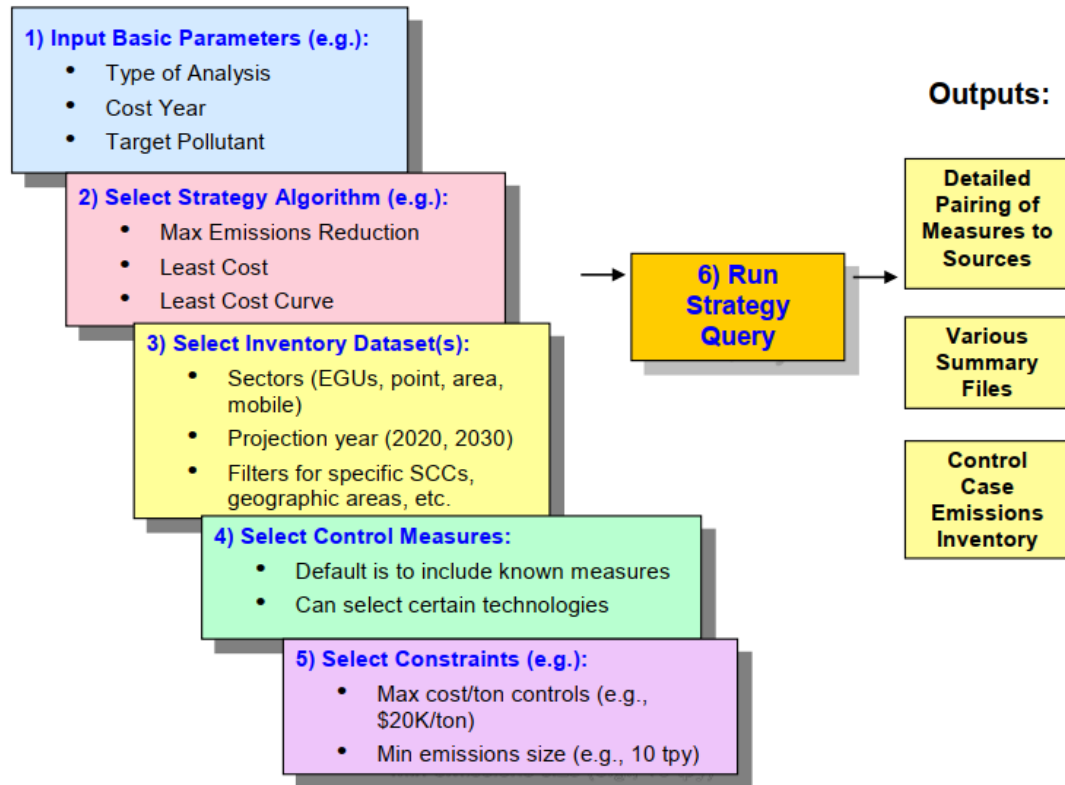 1) Input Basic Parameters (e.g.):
• Type of Analysis
• Cost Year
• Target Pollutant
2) Select Strategy Algorithm (e.g.):
• Max Emissions Reduction
• Least Cost
• Least Cost Curve
3) Select Inventory Dataset(s):
• Sectors (EGUs, point, area,
mobile)
• Projection year (2020, 2030)
• Filters for specific SCCs,
geographic areas, etc.
4) Select Control Measures:
• Default is to include known measures
• Can select certain technologies
5) Select Constraints (e.g.):
• Max cost/ton controls (e.g.,
$20K/ton)
• Min emissions size (e.g., 10 tpy)
6) Run
Strategy
Query
Outputs:
Detailed
Pairing of
Measures to
Sources
Various
Summary
Files
Control
Case
Emissions
Inventory